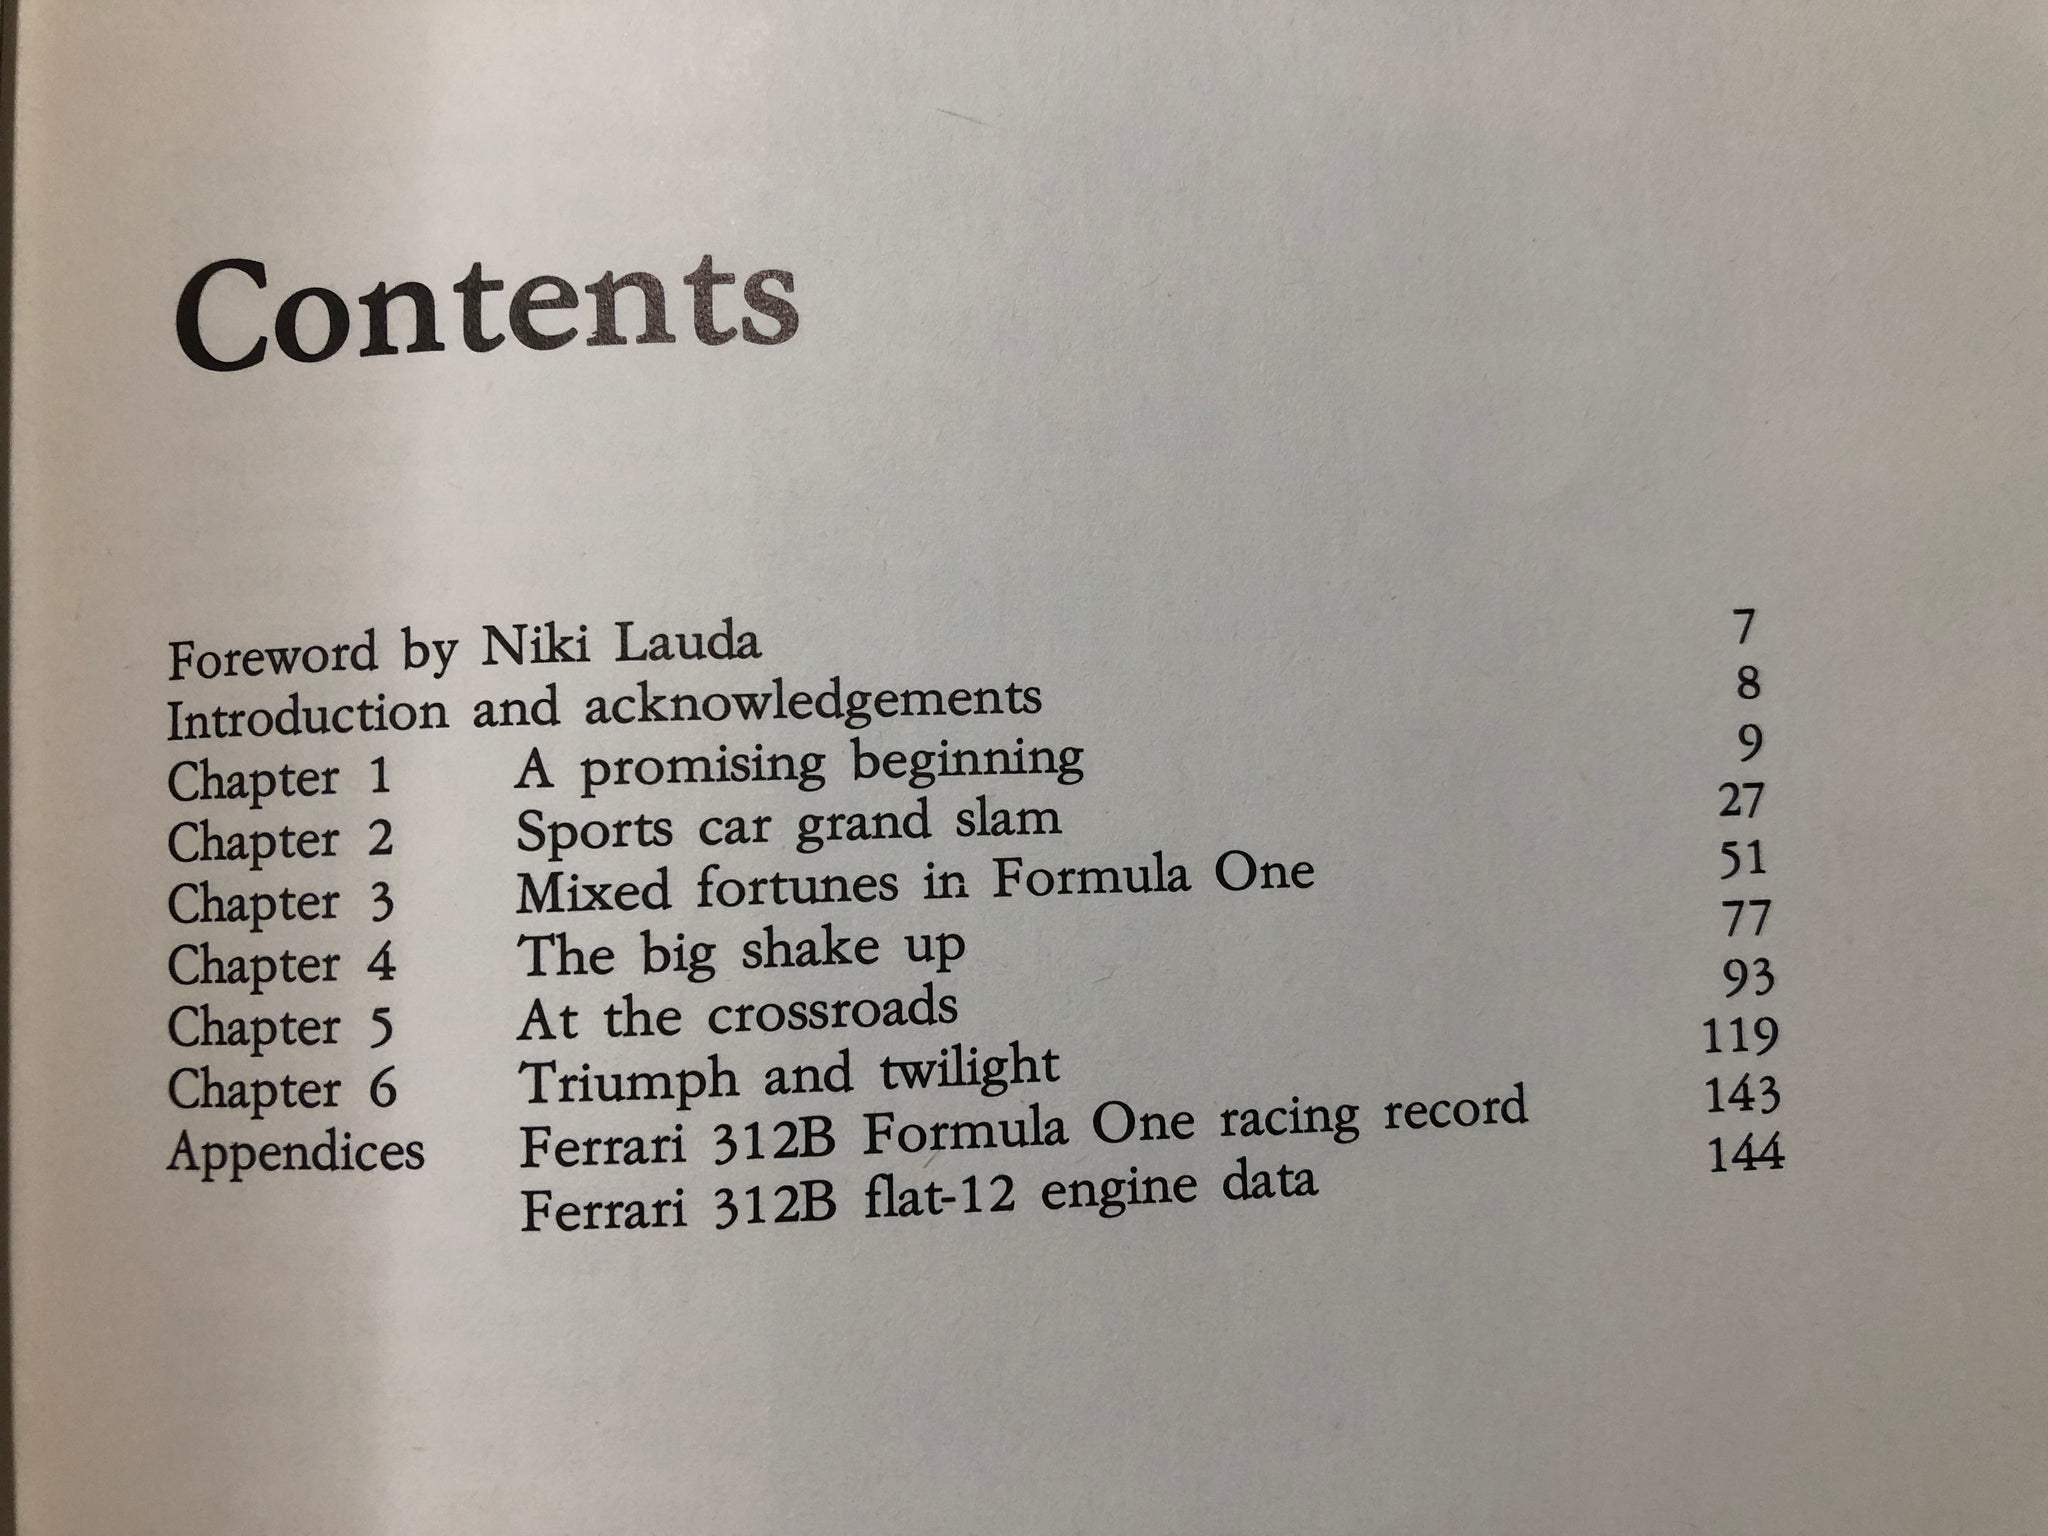 Contents
Foreword by Niki Lauda 7
Introduction and acknowledgements 8
Chapter 1 A promising beginning 9
Chapter 2 Sports car grand slam 27
Chapter 3 Mixed fortunes in Formula One 51
Chapter 4 The big shake up 77
Chapter 5 At the crossroads 93
Chapter 6 Triumph and twilight 119
Appendices Ferrari 312B Formula One racing record 143
Ferrari 312B flat-12 engine data 144